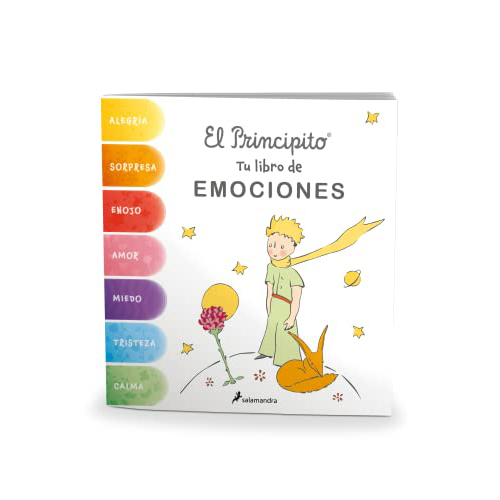 El Principito®
Tu libro de
EMOCIONES
ALEGRÍA
SORPRESA
ENOJO
AMOR
MIEDO
TRISTEZA
CALMA
salamandra